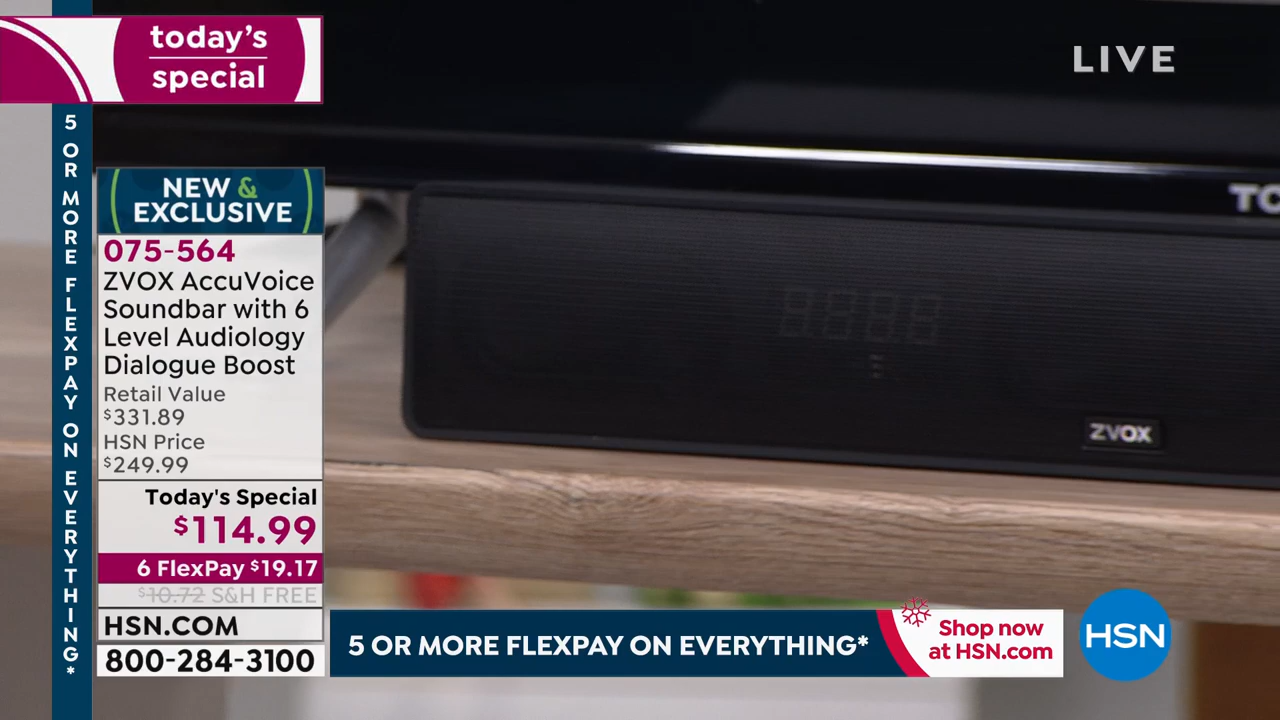 today's
special
LIVE
5 OR MORE FLEXPAY ON EVERYTHING*
NEW &
EXCLUSIVE
075-564
ZVOX AccuVoice
Soundbar with 6
Level Audiology
Dialogue Boost
Retail Value
$331.89
HSN Price
$249.99
Today's Special
$114.99
6 FlexPay $19.17
$10.72 S&H FREE
HSN.COM
800-284-3100
TC
ZVOX
5 OR MORE FLEXPAY ON EVERYTHING*
Shop now
at HSN.com
HSN